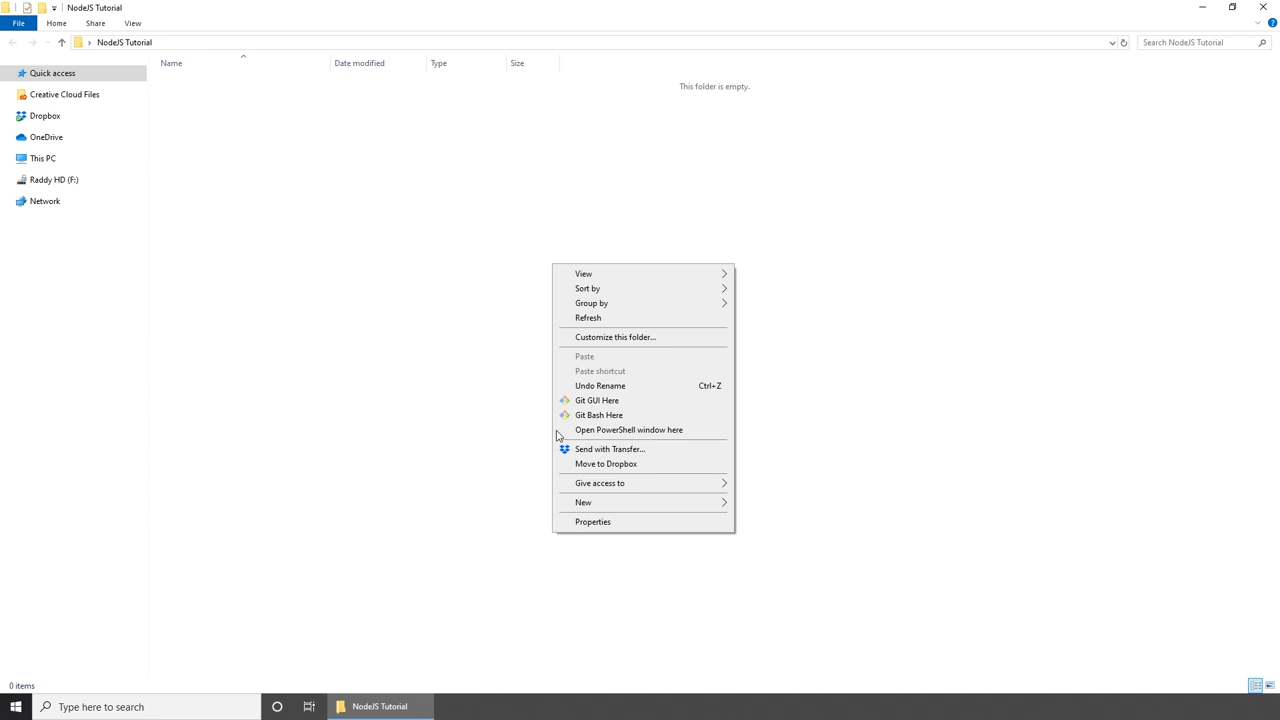 NodeJS Tutorial
File Home Share View
NodeJS Tutorial Search NodeJS Tutorial
Name Date modified Type Size
This folder is empty.
Quick access
Creative Cloud Files
Dropbox
OneDrive
This PC
Raddy HD (F:)
Network
View
Sort by
Group by
Refresh
Customize this folder...
Paste
Paste shortcut
Undo Rename Ctrl+Z
Git GUI Here
Git Bash Here
Open PowerShell window here
Send with Transfer...
Move to Dropbox
Give access to
New
Properties
0 items
Type here to search NodeJS Tutorial